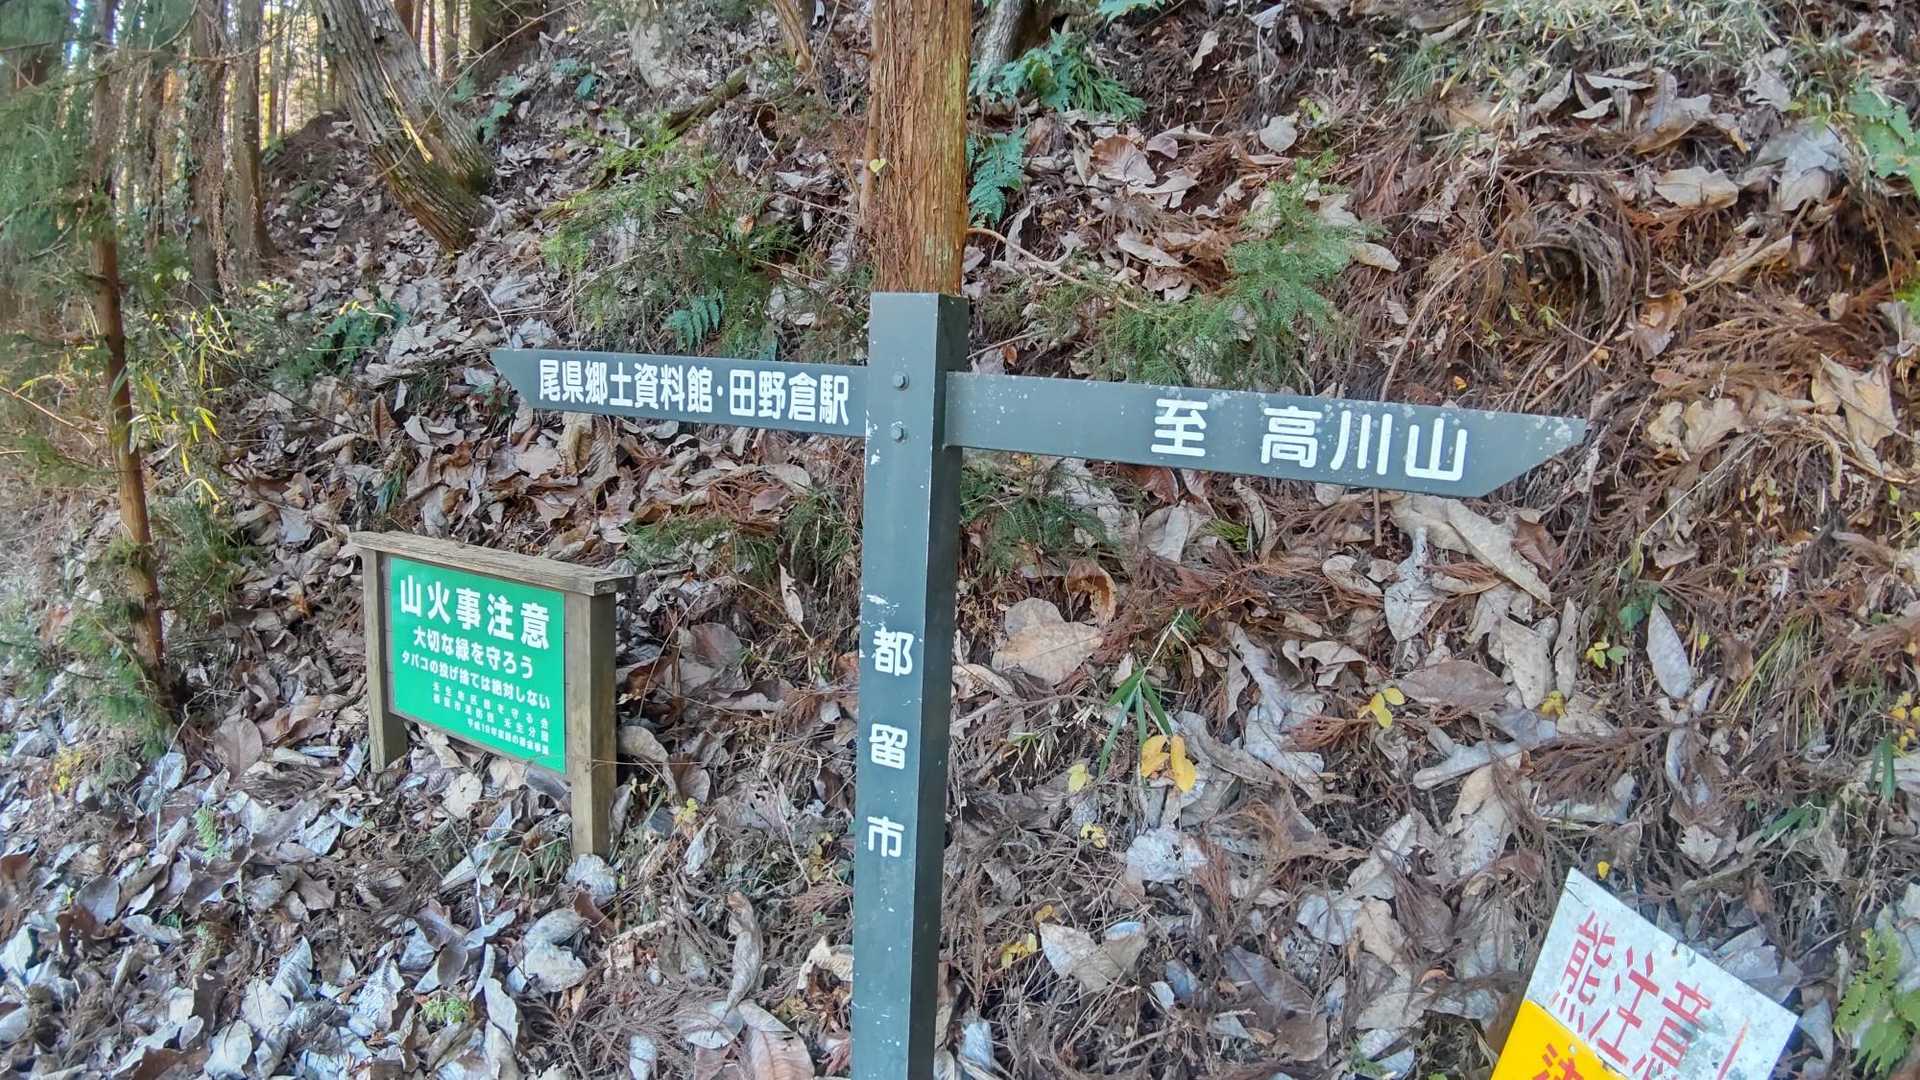 尾県郷土資料館・田野倉駅
至 高川山
都留市
山火事注意
大切な緑を守ろう
タバコの投げ捨ては絶対しない
熊注意